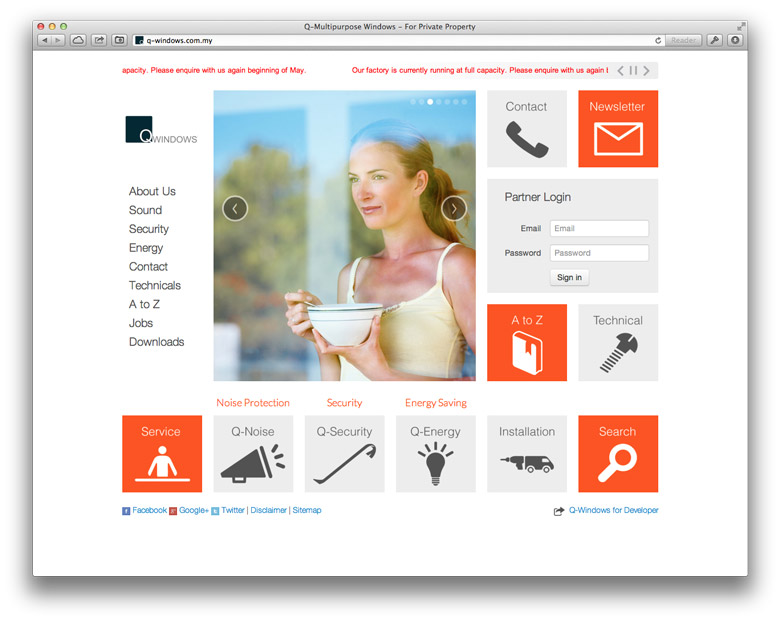 Q-Multipurpose Windows – For Private Property
q-windows.com.my
Reader
apacity. Please enquire with us again beginning of May.
Our factory is currently running at full capacity. Please enquire with us again
Contact
Newsletter
QWINDOWS
About Us
Sound
Security
Energy
Contact
Technicals
A to Z
Jobs
Downloads
Partner Login
Email
Email
Password
Password
Sign in
A to Z
Technical
Noise Protection
Security
Energy Saving
Service
Q-Noise
Q-Security
Q-Energy
Installation
Search
Facebook Google+ Twitter | Disclaimer | Sitemap
Q-Windows for Developer